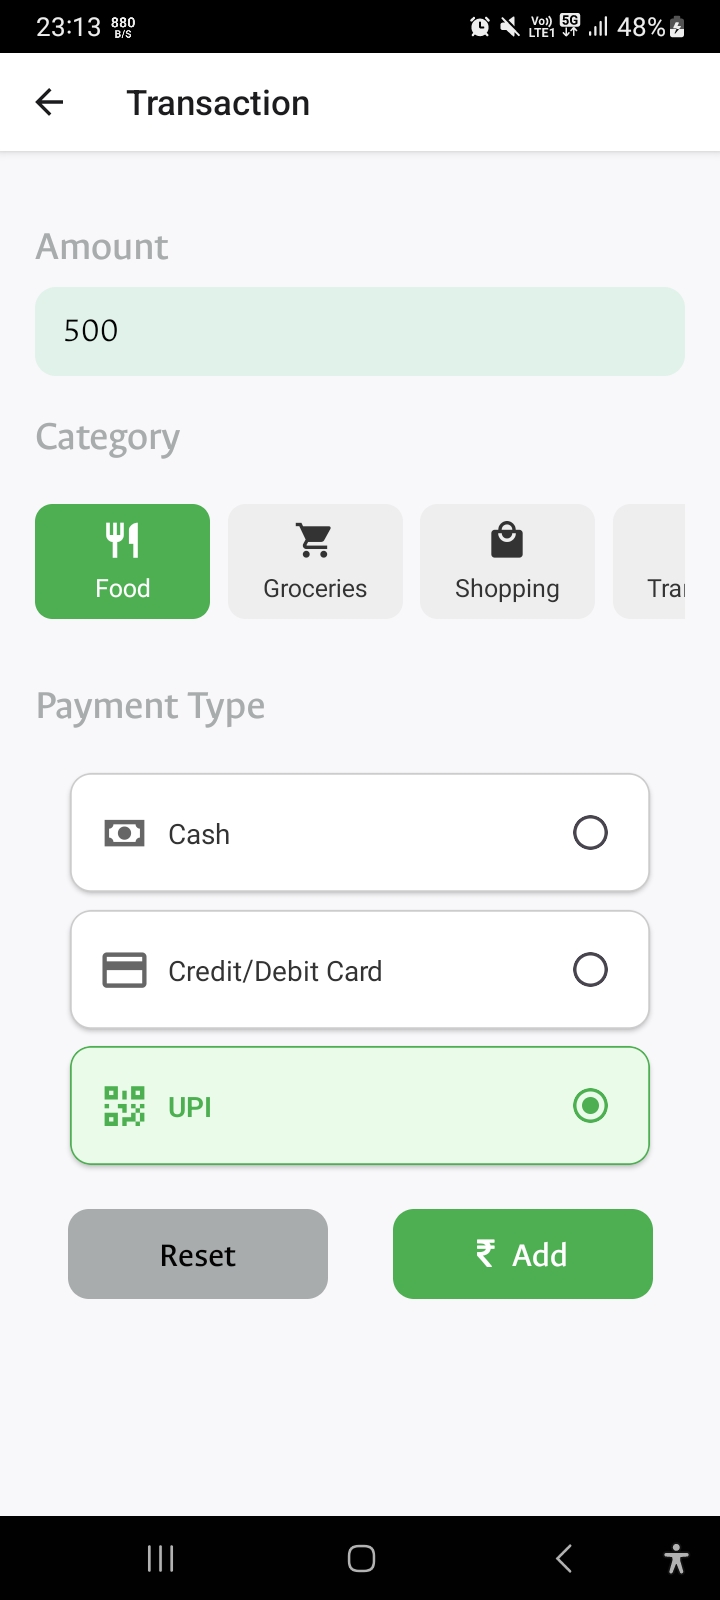 23:13 880 B/S Vo)) LTE1 5G 48%
Transaction
Amount
500
Category
Food Groceries Shopping Tra
Payment Type
Cash
Credit/Debit Card
UPI
Reset ₹ Add